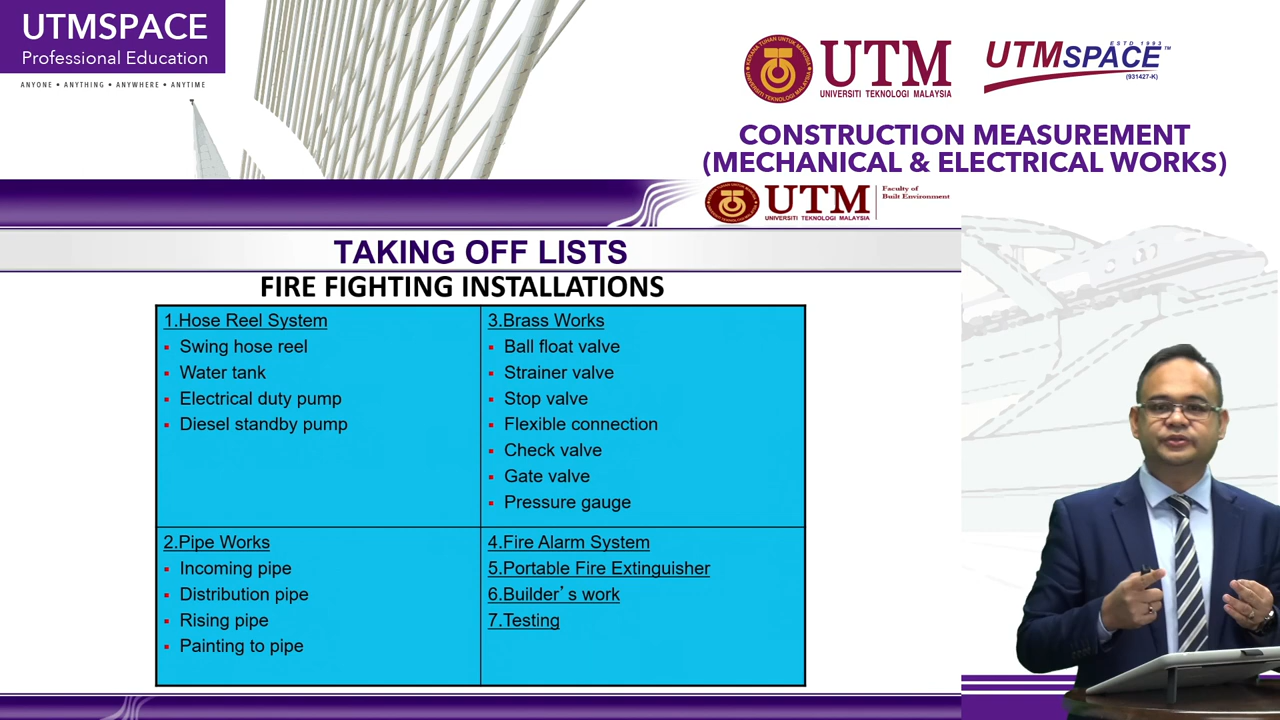 UTMSPACE
Professional Education
ANYONE • ANYTHING • ANYWHERE • ANYTIME
UTM
UNIVERSITI TEKNOLOGI MALAYSIA
ESTD 1993
UTMSPACE™
(931427-K)
CONSTRUCTION MEASUREMENT
(MECHANICAL & ELECTRICAL WORKS)
UTM
UNIVERSITI TEKNOLOGI MALAYSIA
Faculty of
Built Environment
TAKING OFF LISTS
FIRE FIGHTING INSTALLATIONS
1.Hose Reel System
▪ Swing hose reel
▪ Water tank
▪ Electrical duty pump
▪ Diesel standby pump
3.Brass Works
▪ Ball float valve
▪ Strainer valve
▪ Stop valve
▪ Flexible connection
▪ Check valve
▪ Gate valve
▪ Pressure gauge
2.Pipe Works
▪ Incoming pipe
▪ Distribution pipe
▪ Rising pipe
▪ Painting to pipe
4.Fire Alarm System
5.Portable Fire Extinguisher
6.Builder’s work
7.Testing